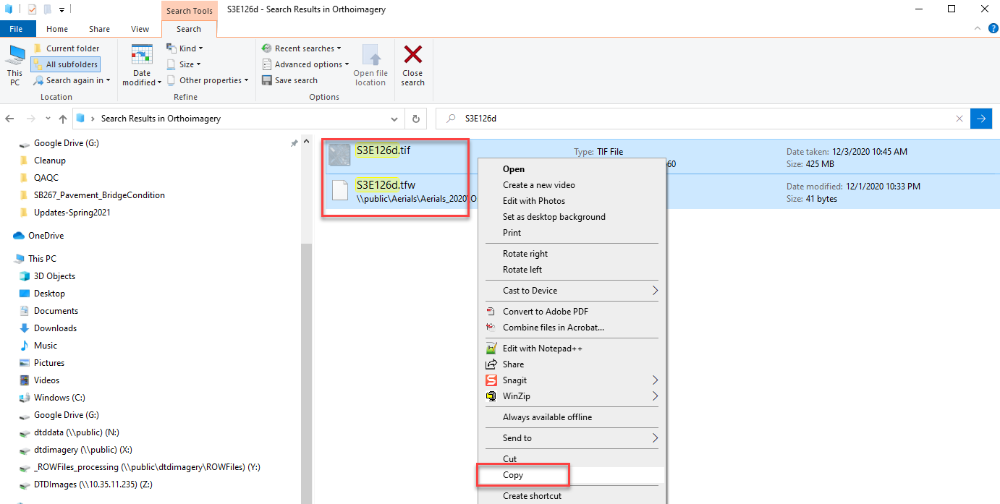 Search Tools
S3E126d - Search Results in Orthoimagery
File
Home
Share
View
Search
This
PC
Current folder
All subfolders
Search again in
Location
Date
modified
Kind
Size
Other properties
Refine
Recent searches
Advanced options
Save search
Open file
location
Options
Close
search
Search Results in Orthoimagery
S3E126d
Google Drive (G:)
Cleanup
QAQC
SB267_Pavement_BridgeCondition
Updates-Spring2021
OneDrive
This PC
3D Objects
Desktop
Documents
Downloads
Music
Pictures
Videos
Windows (C:)
Google Drive (G:)
dtddata (\\public) (N:)
dtdimagery (\\public) (X:)
_ROWFiles_processing (\\public\dtdimagery\ROWFiles) (Y:)
DTDImages (\\10.35.11.235) (Z:)
S3E126d.tif
Type: TIF File
60
Date taken: 12/3/2020 10:45 AM
Size: 425 MB
S3E126d.tfw
\\public\Aerials\Aerials_2020\O
Date modified: 12/1/2020 10:33 PM
Size: 41 bytes
Open
Create a new video
Edit with Photos
Set as desktop background
Print
Rotate right
Rotate left
Cast to Device
Convert to Adobe PDF
Combine files in Acrobat...
Edit with Notepad++
Share
Snagit
WinZip
Always available offline
Send to
Cut
Copy
Create shortcut